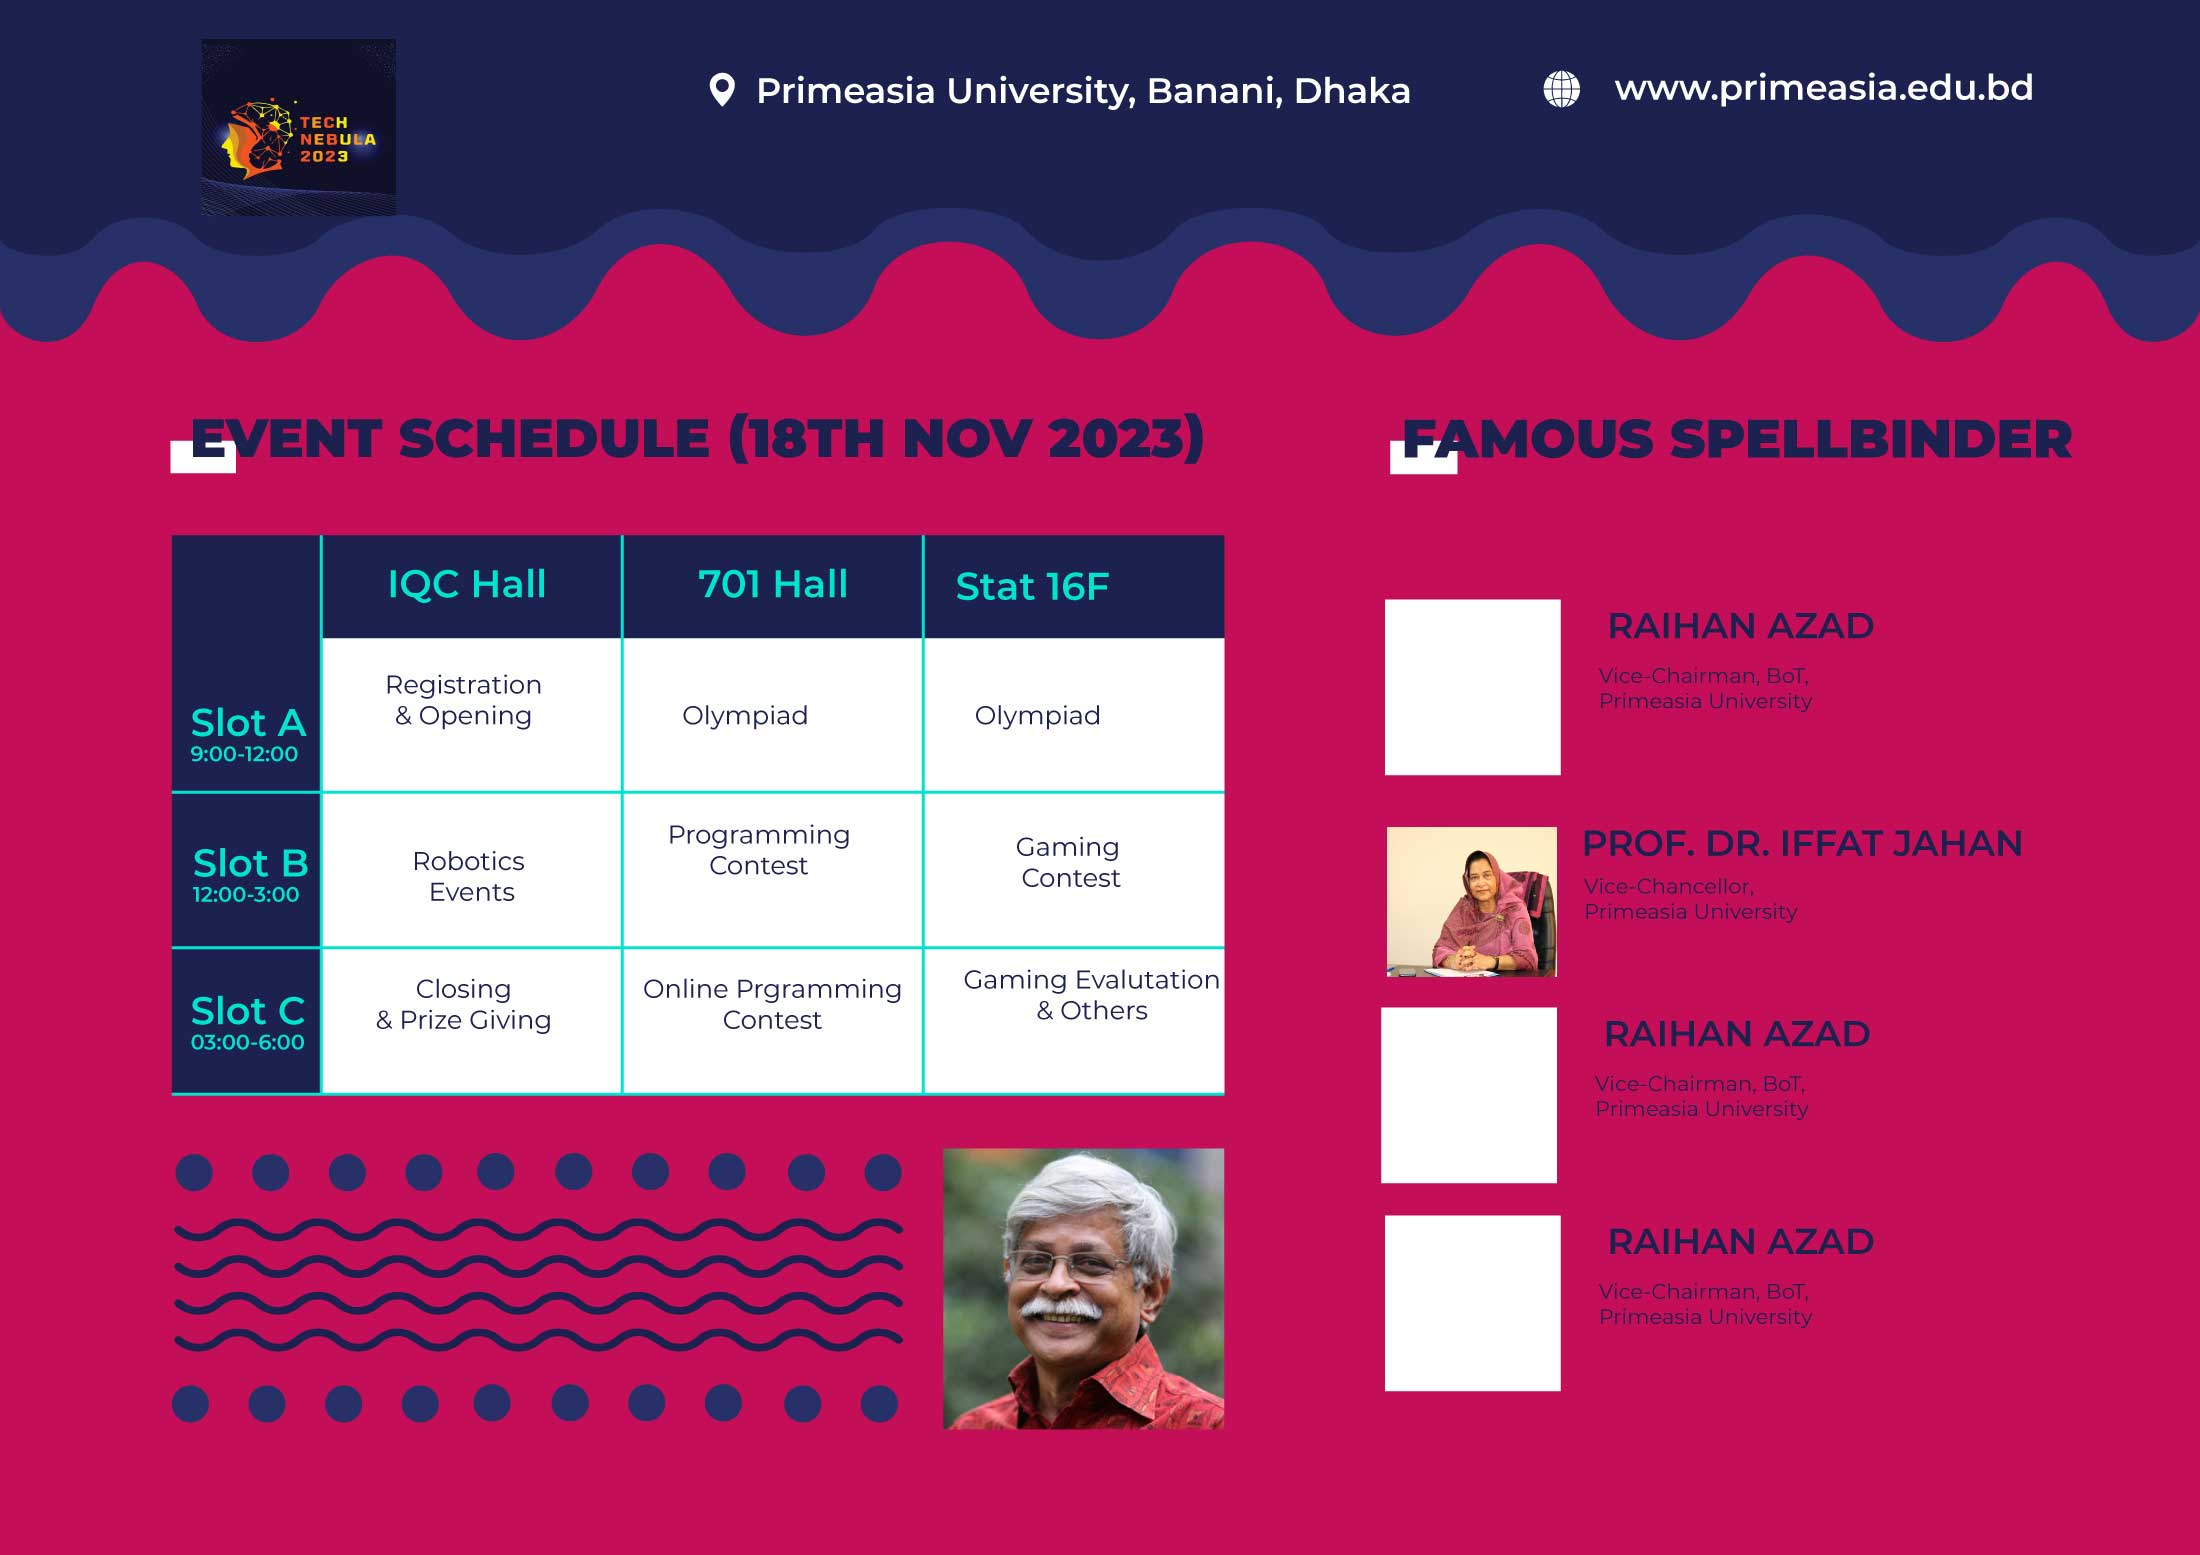 TECH
NEBULA
2023
Primeasia University, Banani, Dhaka
www.primeasia.edu.bd
EVENT SCHEDULE (18TH NOV 2023)
IQC Hall
701 Hall
Stat 16F
Slot A
9:00-12:00
Registration
& Opening
Olympiad
Olympiad
Slot B
12:00-3:00
Robotics
Events
Programming
Contest
Gaming
Contest
Slot C
03:00-6:00
Closing
& Prize Giving
Online Prgramming
Contest
Gaming Evalutation
& Others
FAMOUS SPELLBINDER
RAIHAN AZAD
Vice-Chairman, BoT,
Primeasia University
PROF. DR. IFFAT JAHAN
Vice-Chancellor,
Primeasia University
RAIHAN AZAD
Vice-Chairman, BoT,
Primeasia University
RAIHAN AZAD
Vice-Chairman, BoT,
Primeasia University